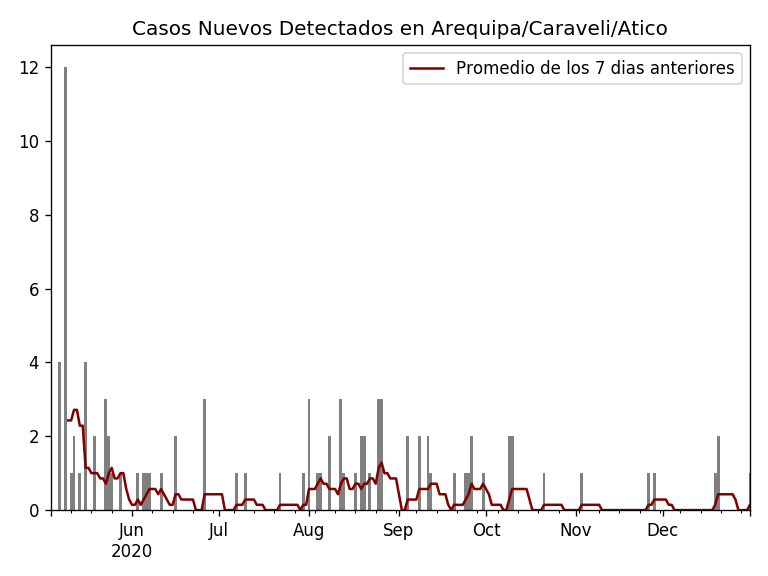 Casos Nuevos Detectados en Arequipa/Caraveli/Atico
Promedio de los 7 dias anteriores
12
10
8
6
4
2
0
Jun Jul Aug Sep Oct Nov Dec
2020